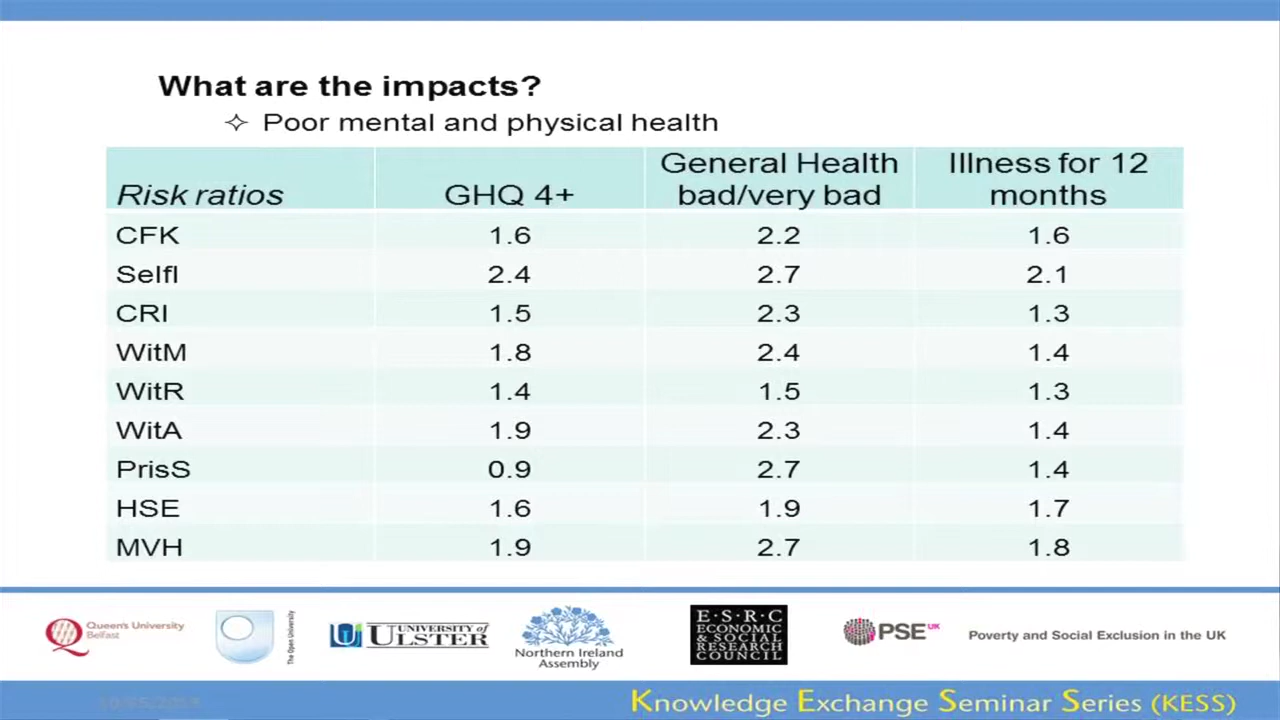 What are the impacts?
✧ Poor mental and physical health
Risk ratios GHQ 4+ General Health bad/very bad Illness for 12 months
CFK 1.6 2.2 1.6
SelfI 2.4 2.7 2.1
CRI 1.5 2.3 1.3
WitM 1.8 2.4 1.4
WitR 1.4 1.5 1.3
WitA 1.9 2.3 1.4
PrisS 0.9 2.7 1.4
HSE 1.6 1.9 1.7
MVH 1.9 2.7 1.8
Queen's University
Belfast
The Open University
UNIVERSITY of
ULSTER
Northern Ireland
Assembly
E·S·R·C
ECONOMIC
& SOCIAL
RESEARCH
COUNCIL
PSE UK
Poverty and Social Exclusion in the UK
Knowledge Exchange Seminar Series (KESS)